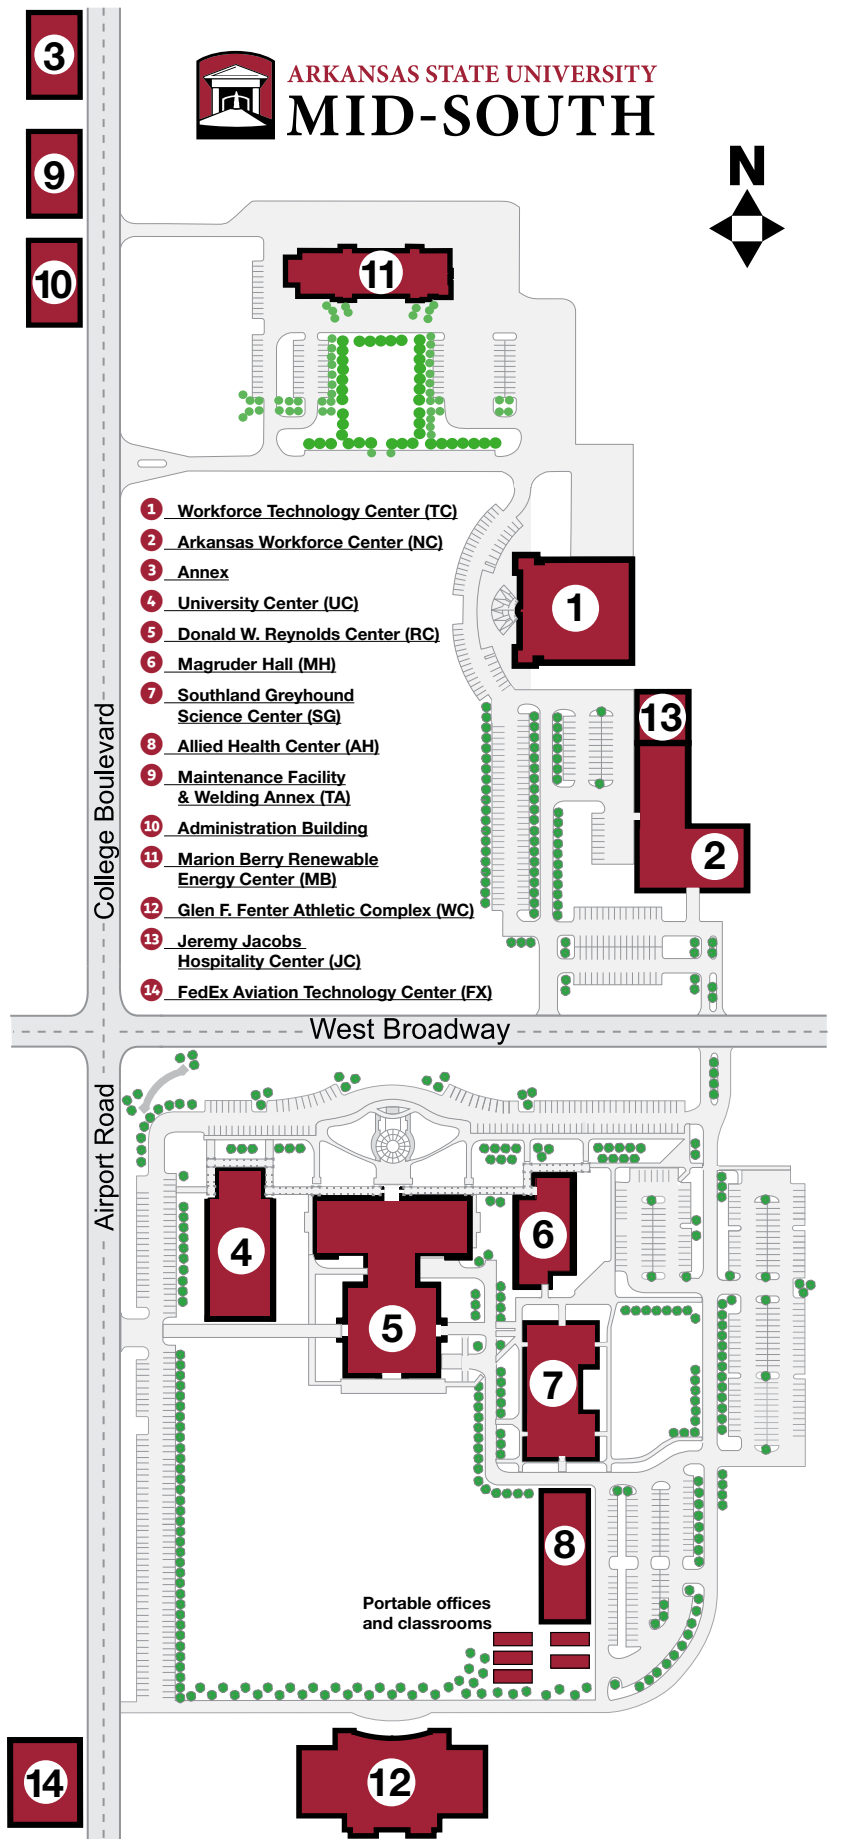 3
ARKANSAS STATE UNIVERSITY
MID-SOUTH
9
N
10
11
1 Workforce Technology Center (TC)
2 Arkansas Workforce Center (NC)
3 Annex
4 University Center (UC)
5 Donald W. Reynolds Center (RC)
6 Magruder Hall (MH)
7 Southland Greyhound
Science Center (SG)
8 Allied Health Center (AH)
9 Maintenance Facility
& Welding Annex (TA)
10 Administration Building
11 Marion Berry Renewable
Energy Center (MB)
12 Glen F. Fenter Athletic Complex (WC)
13 Jeremy Jacobs
Hospitality Center (JC)
14 FedEx Aviation Technology Center (FX)
1
13
2
College Boulevard
West Broadway
Airport Road
4
6
5
7
8
Portable offices
and classrooms
14
12